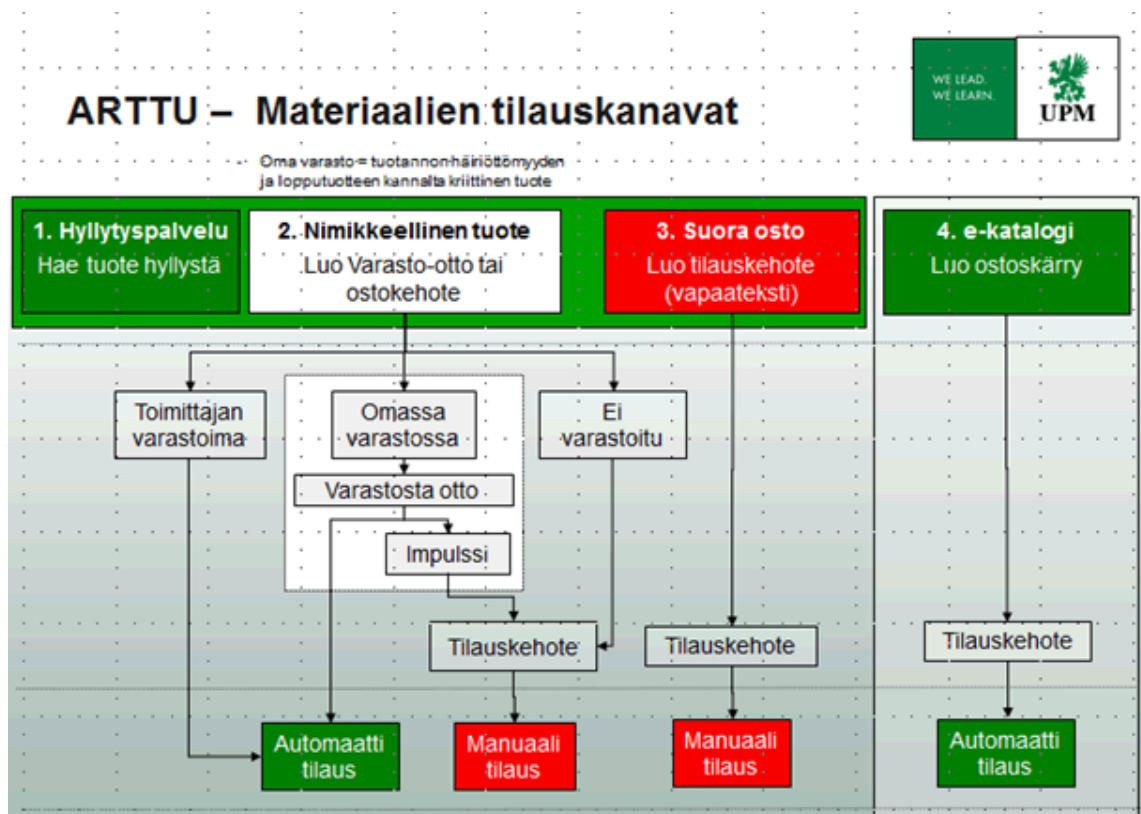 WE LEAD.
WE LEARN.
UPM
ARTTU – Materiaalien tilauskanavat
- Oma varasto = tuotannon häiriöttömyyden
ja lopputuotteen kannalta kriittinen tuote
1. Hyllytyspalvelu
Hae tuote hyllystä
2. Nimikkeellinen tuote
Luo Varasto-otto tai
ostokehote
3. Suora osto
Luo tilauskehote
(vapaateksti)
4. e-katalogi
Luo ostoskärry
Toimittajan
varastoima
Omassa
varastossa
Ei
varastoitu
Varastosta otto
Impulssi
Tilauskehote
Tilauskehote
Tilauskehote
Automaatti
tilaus
Manuaali
tilaus
Manuaali
tilaus
Automaatti
tilaus